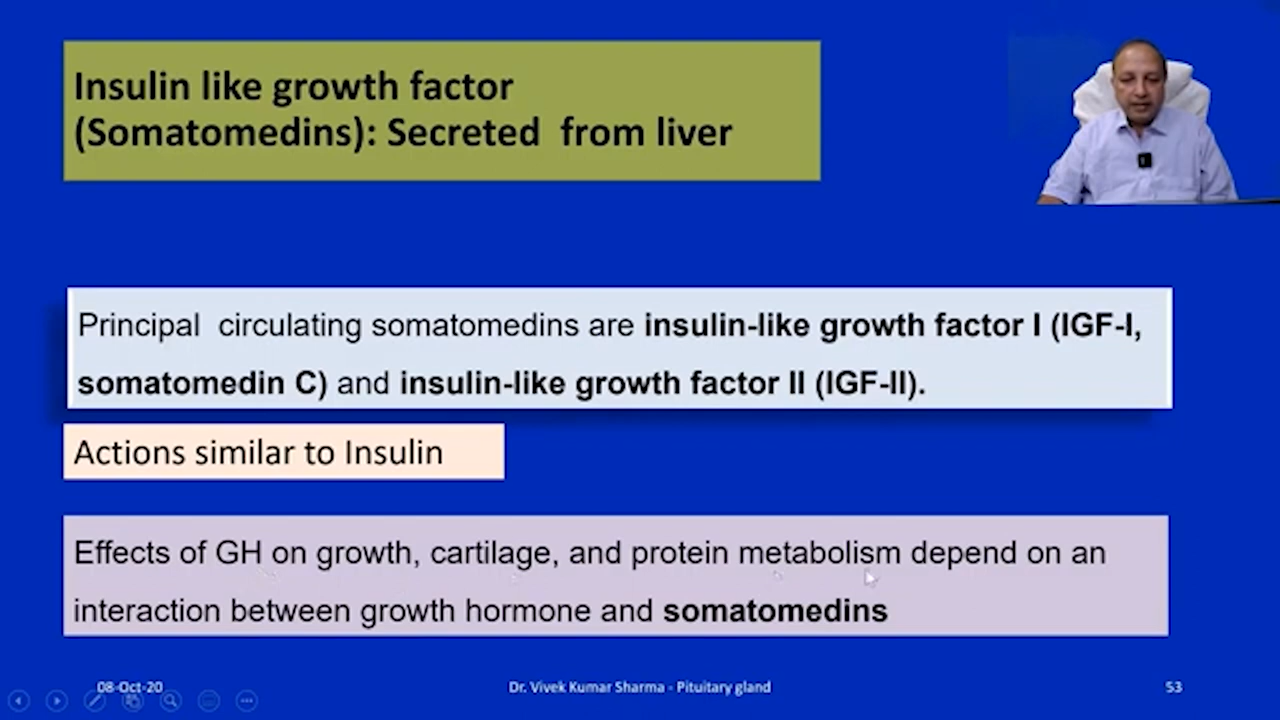 Insulin like growth factor
(Somatomedins): Secreted from liver
Principal circulating somatomedins are insulin-like growth factor I (IGF-I,
somatomedin C) and insulin-like growth factor II (IGF-II).
Actions similar to Insulin
Effects of GH on growth, cartilage, and protein metabolism depend on an
interaction between growth hormone and somatomedins
08-Oct-20
Dr. Vivek Kumar Sharma - Pituitary gland
53